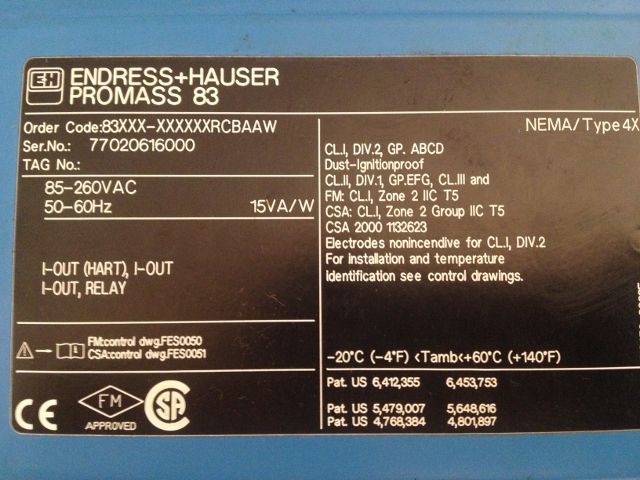 E+H
ENDRESS+HAUSER
PROMASS 83
Order Code:83XXX-XXXXXXRCBAAW
Ser.No.: 77020616000
TAG No.:
85-260VAC
50-60Hz 15VA/W
I-OUT (HART), I-OUT
I-OUT, RELAY
FM:control dwg.FES0050
CSA:control dwg.FES0051
CE
FM
APPROVED
CSA
NEMA/Type 4X
CL.I, DIV.2, GP. ABCD
Dust-Ignitionproof
CL.II, DIV.1, GP.EFG, CL.III and
FM: CL.I, Zone 2 IIC T5
CSA: CL.I, Zone 2 Group IIC T5
CSA 2000 1132623
Electrodes nonincendive for CL.I, DIV.2
For Installation and temperature
Identification see control drawings.
-20°C (-4°F) <Tamb<+60°C (+140°F)
Pat. US 6,412,355 6,453,753
Pat. US 5,479,007 5,648,616
Pat. US 4,768,384 4,801,897